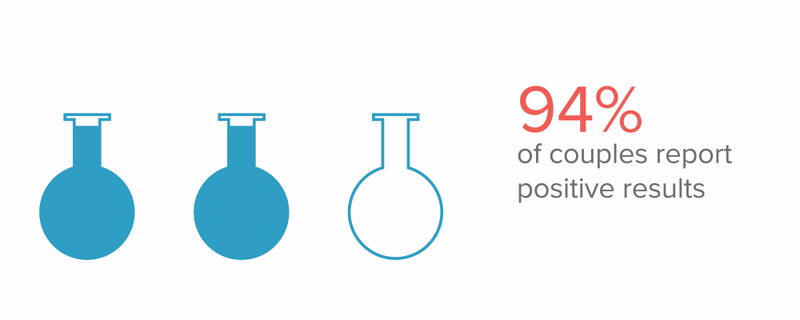 94%
of couples report
positive results